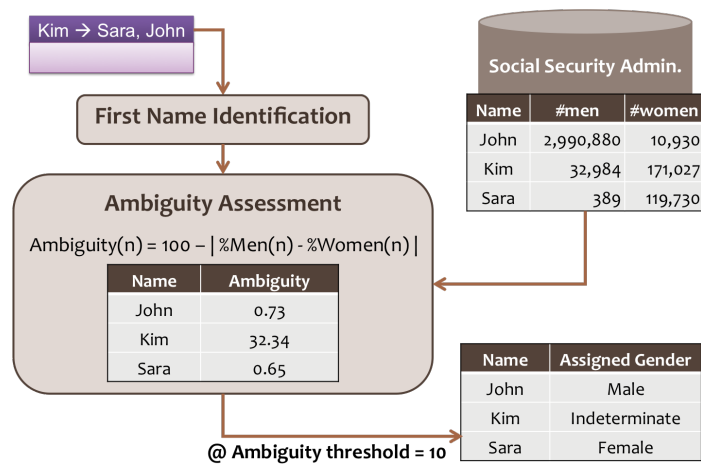 Kim → Sara, John
Social Security Admin.
First Name Identification
Name #men #women
John 2,990,880 10,930
Kim 32,984 171,027
Sara 389 119,730
Ambiguity Assessment
Ambiguity(n) = 100 – | %Men(n) - %Women(n) |
Name Ambiguity
John 0.73
Kim 32.34
Sara 0.65
Name Assigned Gender
John Male
Kim Indeterminate
Sara Female
@ Ambiguity threshold = 10